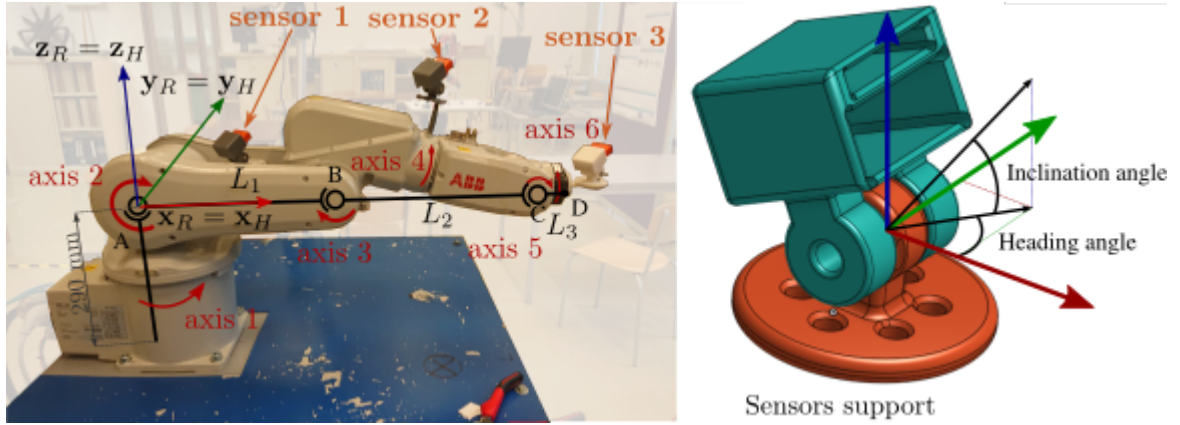 sensor 1
sensor 2
sensor 3
z_R = z_H
y_R = y_H
axis 6
axis 2
axis 4
L_1
B
ABB
x_R = x_H
A
L_2
C
D
L_3
axis 3
axis 5
290 mm
axis 1
Inclination angle
Heading angle
Sensors support